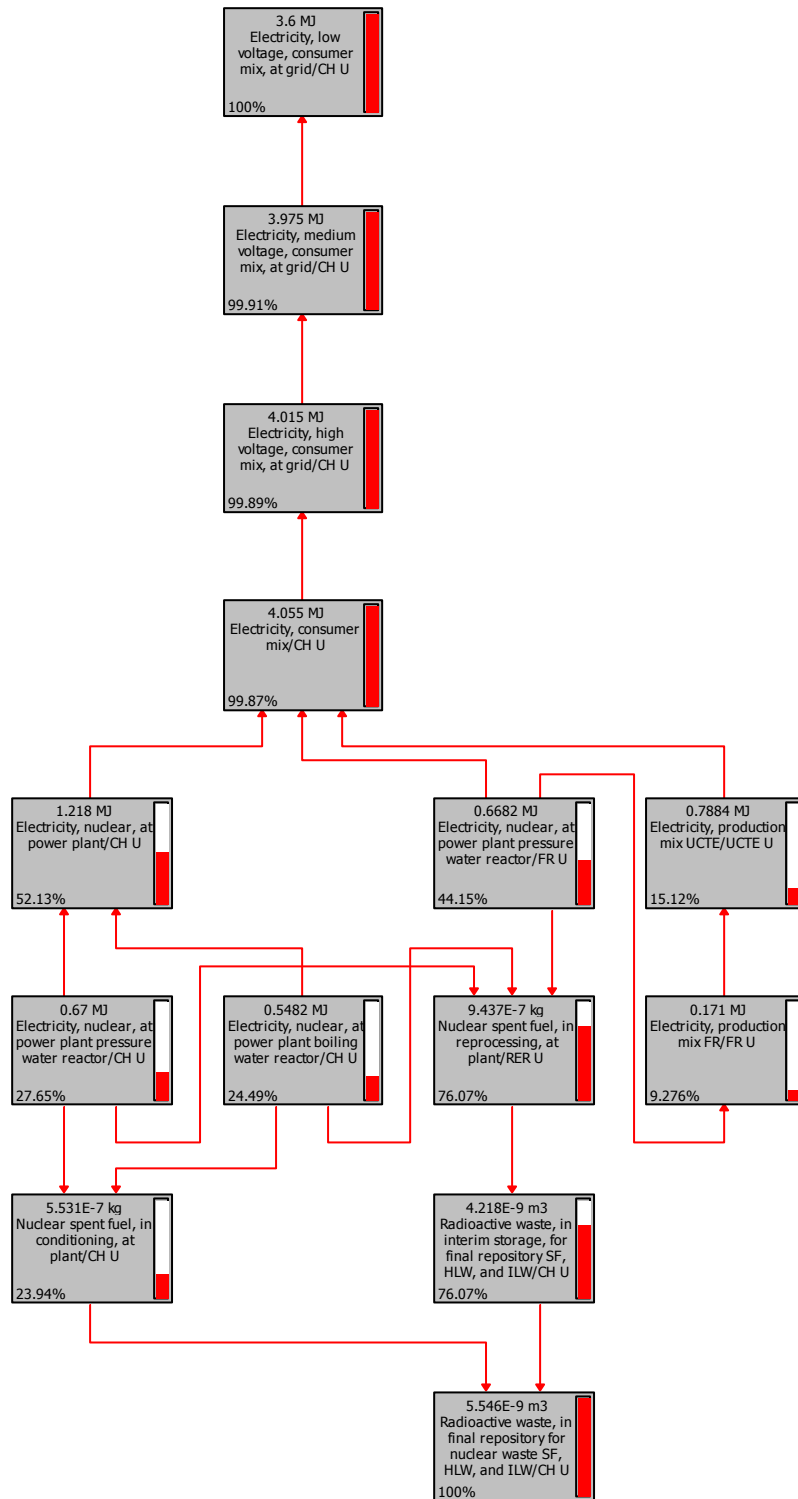 3.6 MJ
Electricity, low
voltage, consumer
mix, at grid/CH U
100%
3.975 MJ
Electricity, medium
voltage, consumer
mix, at grid/CH U
99.91%
4.015 MJ
Electricity, high
voltage, consumer
mix, at grid/CH U
99.89%
4.055 MJ
Electricity, consumer
mix/CH U
99.87%
1.218 MJ
Electricity, nuclear, at
power plant/CH U
52.13%
0.6682 MJ
Electricity, nuclear, at
power plant pressure
water reactor/FR U
44.15%
0.7884 MJ
Electricity, production
mix UCTE/UCTE U
15.12%
0.67 MJ
Electricity, nuclear, at
power plant pressure
water reactor/CH U
27.65%
0.5482 MJ
Electricity, nuclear, at
power plant boiling
water reactor/CH U
24.49%
9.437E-7 kg
Nuclear spent fuel, in
reprocessing, at
plant/RER U
76.07%
0.171 MJ
Electricity, production
mix FR/FR U
9.276%
5.531E-7 kg
Nuclear spent fuel, in
conditioning, at
plant/CH U
23.94%
4.218E-9 m3
Radioactive waste, in
interim storage, for
final repository SF,
HLW, and ILW/CH U
76.07%
5.546E-9 m3
Radioactive waste, in
final repository for
nuclear waste SF,
HLW, and ILW/CH U
100%